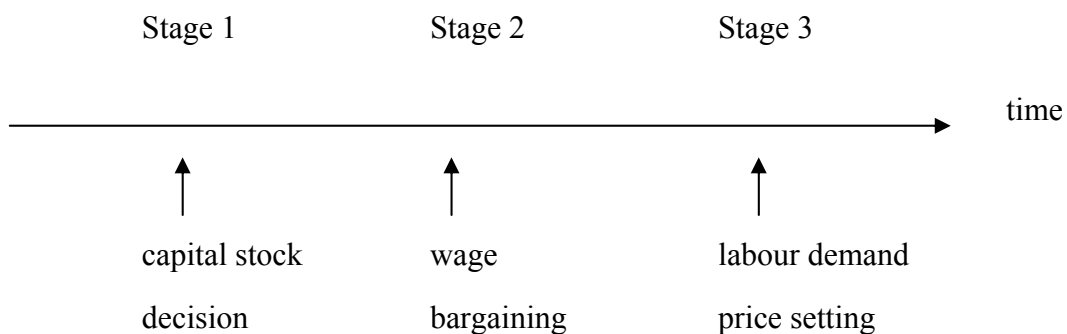 Stage 1 Stage 2 Stage 3
time
capital stock wage labour demand
decision bargaining price setting